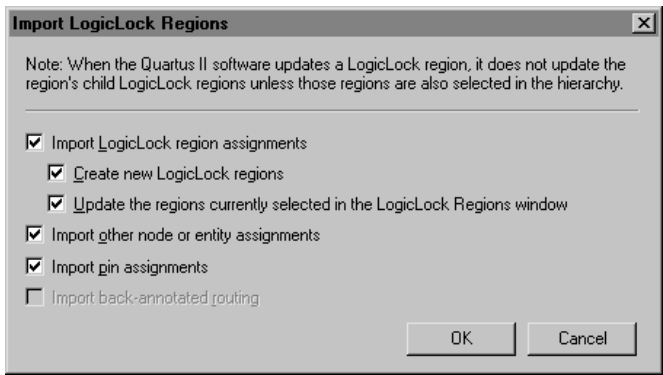 Import LogicLock Regions
Note: When the Quartus II software updates a LogicLock region, it does not update the
region's child LogicLock regions unless those regions are also selected in the hierarchy.
Import LogicLock region assignments
Create new LogicLock regions
Update the regions currently selected in the LogicLock Regions window
Import other node or entity assignments
Import pin assignments
Import back-annotated routing
OK Cancel